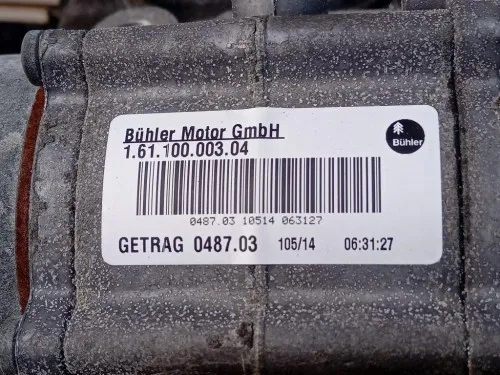 Bühler Motor GmbH
1.61.100.003.04
Bühler
0487.03 10514 063127
GETRAG 0487.03 105/14 06:31:27